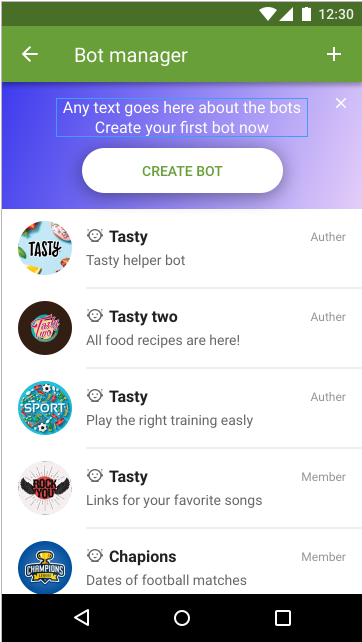 12:30
Bot manager
Any text goes here about the bots
Create your first bot now
CREATE BOT
TASTY
Tasty
Auther
Tasty helper bot
Tasty two
Auther
All food recipes are here!
SPORT
Tasty
Auther
Play the right training easly
ROCK
YOU
Tasty
Member
Links for your favorite songs
CHAMPIONS
Chapions
Member
Dates of football matches